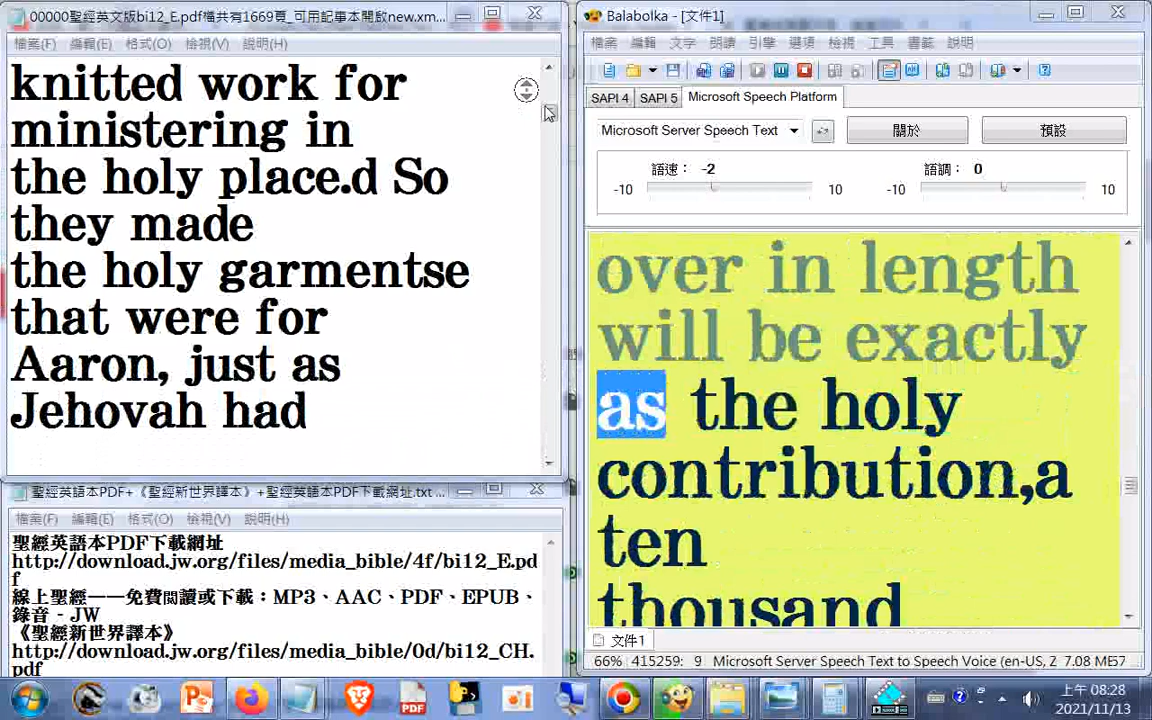 00000聖經英文版bi12_E.pdf檔共有1669頁_可用記事本開啟new.xm...
檔案(F) 編輯(E) 格式(O) 檢視(V) 說明(H)
knitted work for
ministering in
the holy place.d So
they made
the holy garmentse
that were for
Aaron, just as
Jehovah had
聖經英語本PDF+《聖經新世界譯本》+聖經英語本PDF下載網址.txt ...
檔案(F) 編輯(E) 格式(O) 檢視(V) 說明(H)
聖經英語本PDF下載網址
http://download.jw.org/files/media_bible/4f/bi12_E.pd
f
線上聖經——免費閱讀或下載：MP3、AAC、PDF、EPUB、
錄音 - JW
《聖經新世界譯本》
http://download.jw.org/files/media_bible/0d/bi12_CH.
pdf
Balabolka - [文件1]
檔案 編輯 文字 朗讀 引擎 選項 檢視 工具 書籤 說明
SAPI 4 SAPI 5 Microsoft Speech Platform
Microsoft Server Speech Text
關於 預設
語速： -2 語調： 0
-10 10 -10 10
over in length
will be exactly
as the holy
contribution,a
ten
thousand
文件1
66% 415259: 9 Microsoft Server Speech Text to Speech Voice (en-US, Z 7.08 ME57
上午 08:28
2021/11/13